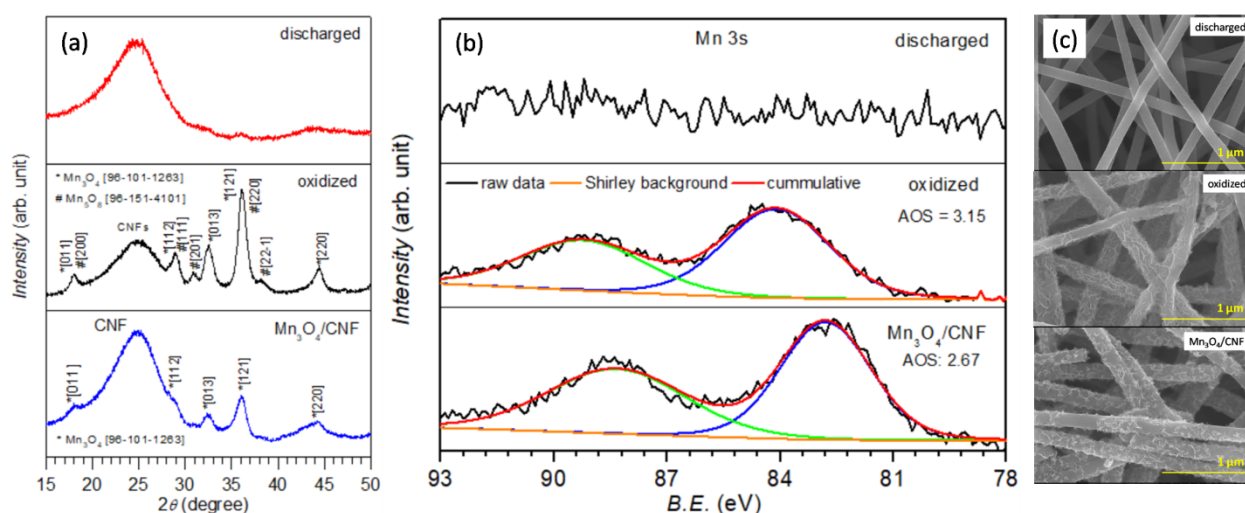 (a)
discharged
* Mn₃O₄ [96-101-1263]
# Mn₅O₈ [96-151-4101]
oxidized
*[011]
#[200]
CNFs
*[112]
#[111]
#[201]
*[013]
*[121]
#[220]
#[22-1]
*[220]
CNF
Mn₃O₄/CNF
*[011]
*[112]
*[013]
*[121]
*[220]
* Mn₃O₄ [96-101-1263]
Intensity (arb. unit)
15 20 25 30 35 40 45 50
2θ (degree)
(b)
Mn 3s
discharged
raw data Shirley background cummulative
oxidized
AOS = 3.15
Mn₃O₄/CNF
AOS: 2.67
Intensity (arb. unit)
93 90 87 84 81 78
B.E. (eV)
(c)
discharged
1 µm
oxidized
1 µm
Mn₃O₄/CNF
1 µm